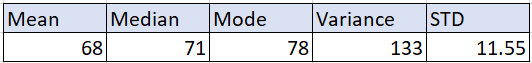 Mean Median Mode Variance STD
68 71 78 133 11.55